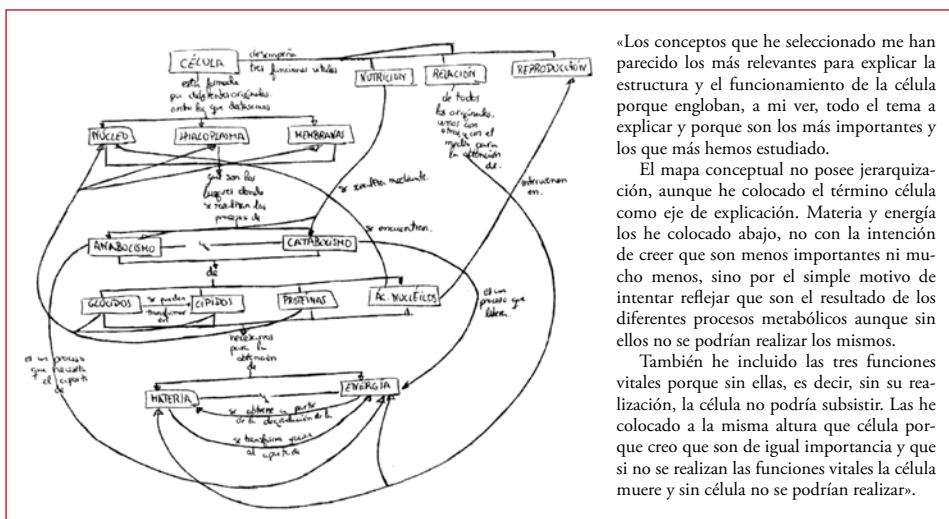 CÉLULA
desempeña
tres funciones vitales
NUTRICIÓN
RELACIÓN
REPRODUCCIÓN
está formada
por diferentes orgánulos
entre los que destacamos
NÚCLEO
HIALOPLASMA
MEMBRANAS
de todos
los orgánulos,
unos con
otros y con el
medio para
la obtención
de.
que son los
lugares donde
se realizan los
procesos de
se realiza mediante.
intervienen
en.
se encuentran.
ANABOLISMO
y
CATABOLISMO
de
GLÚCIDOS
se pueden
transformar
en
LÍPIDOS
PROTEÍNAS
ÁC. NUCLÉICOS
es un
proceso que
libera.
necesarios
para la
obtención
de
es un proceso
que necesita
el aporte
de
MATERIA
y
ENERGÍA
se obtiene a partir
de la degradación de la
se transforma gracias
al aporte de
«Los conceptos que he seleccionado me han
parecido los más relevantes para explicar la
estructura y el funcionamiento de la célula
porque engloban, a mi ver, todo el tema a
explicar y porque son los más importantes y
los que más hemos estudiado.
El mapa conceptual no posee jerarquiza-
ción, aunque he colocado el término célula
como eje de explicación. Materia y energía
los he colocado abajo, no con la intención
de creer que son menos importantes ni mu-
cho menos, sino por el simple motivo de
intentar reflejar que son el resultado de los
diferentes procesos metabólicos aunque sin
ellos no se podrían realizar los mismos.
También he incluido las tres funciones
vitales porque sin ellas, es decir, sin su rea-
lización, la célula no podría subsistir. Las he
colocado a la misma altura que célula por-
que creo que son de igual importancia y que
si no se realizan las funciones vitales la célula
muere y sin célula no se podrían realizar».